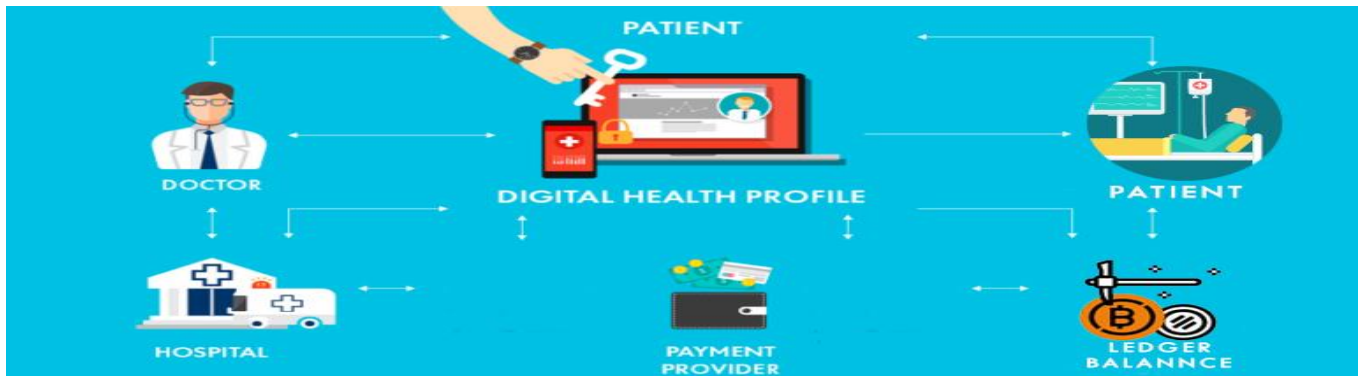 PATIENT
DOCTOR
DIGITAL HEALTH PROFILE
PATIENT
HOSPITAL
PAYMENT
PROVIDER
LEDGER
BALANNCE